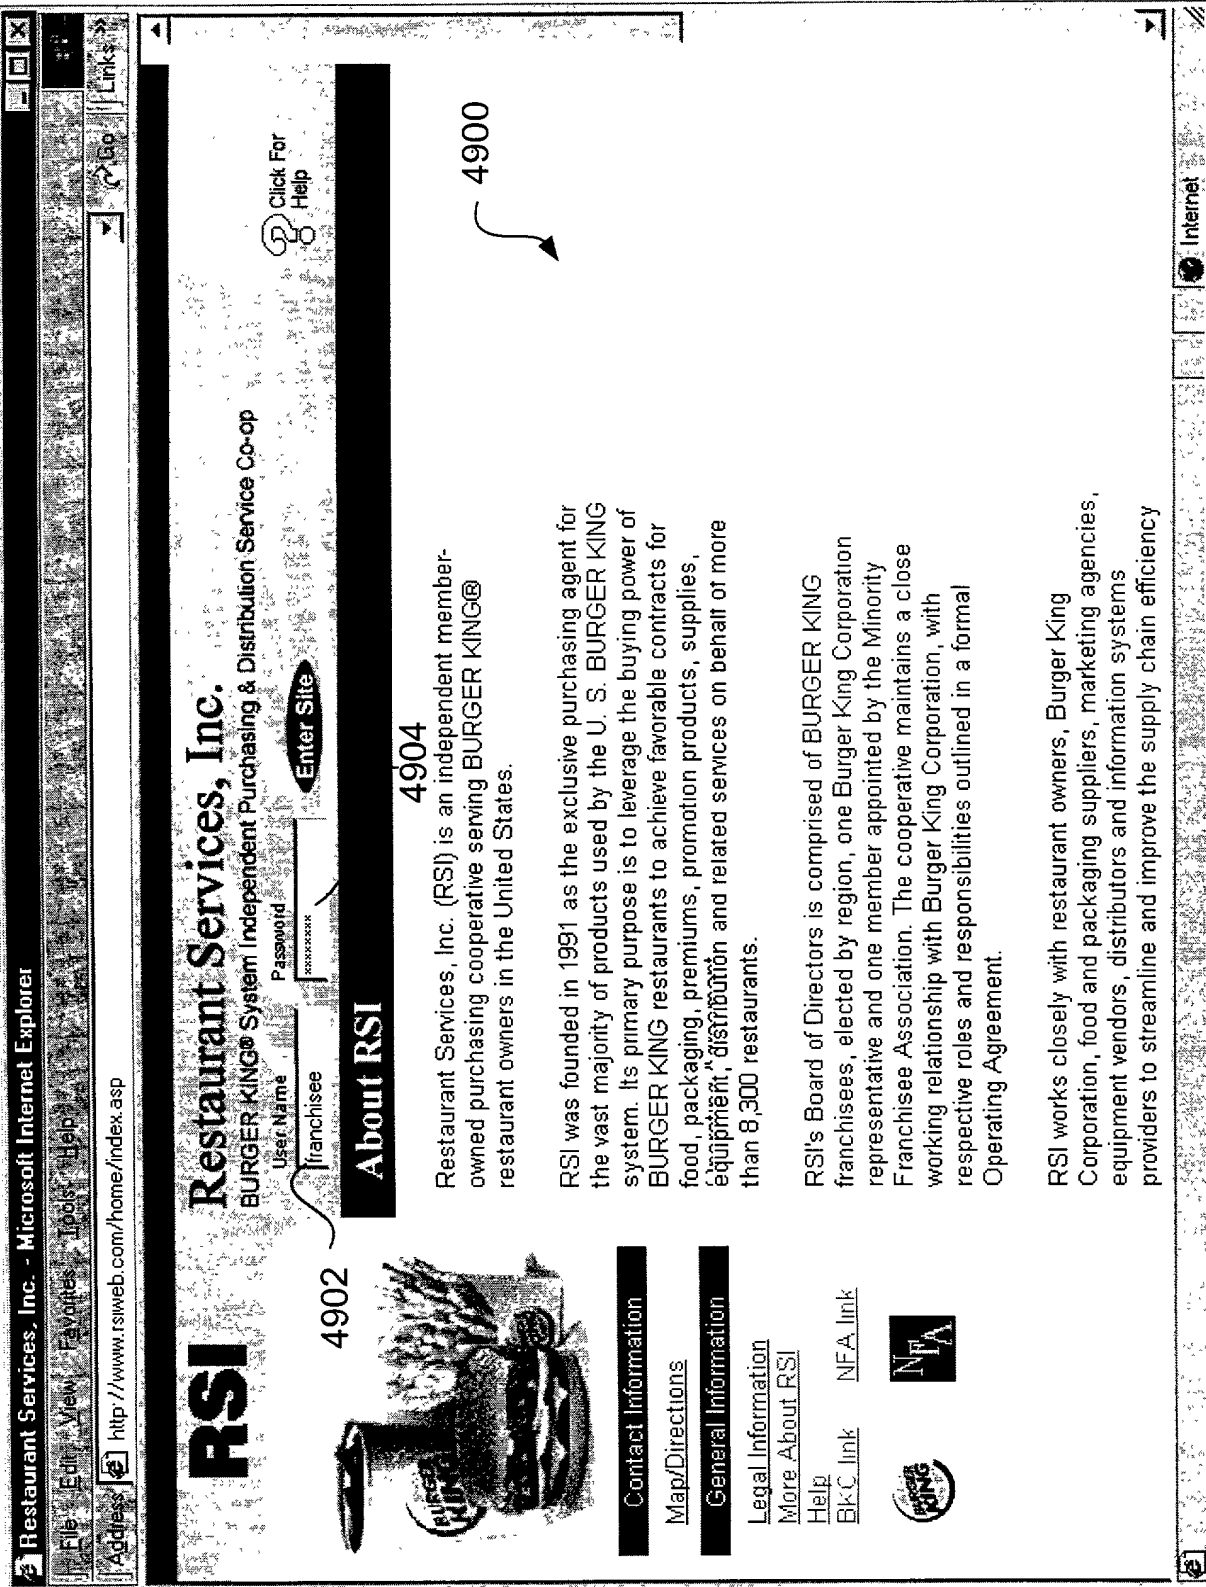 Restaurant Services, Inc. - Microsoft Internet Explorer
File Edit View Favorites Tools Help
Address http://www.rsiweb.com/home/index.asp Go Links »
RSI
Restaurant Services, Inc.
BURGER KING® System Independent Purchasing & Distribution Service Co-op
User Name Password
franchisee ******** Enter Site
Click For
Help
4902
4904
4900
About RSI
BURGER
KING
Contact Information
Map/Directions
General Information
Legal Information
More About RSI
Help
BKC link NFA link
BURGER
KING
NFA
Restaurant Services, Inc. (RSI) is an independent member-
owned purchasing cooperative serving BURGER KING®
restaurant owners in the United States.
RSI was founded in 1991 as the exclusive purchasing agent for
the vast majority of products used by the U. S. BURGER KING
system. Its primary purpose is to leverage the buying power of
BURGER KING restaurants to achieve favorable contracts for
food, packaging, premiums, promotion products, supplies,
equipment, distribution and related services on behalf of more
than 8,300 restaurants.
RSI's Board of Directors is comprised of BURGER KING
franchisees, elected by region, one Burger King Corporation
representative and one member appointed by the Minority
Franchisee Association. The cooperative maintains a close
working relationship with Burger King Corporation, with
respective roles and responsibilities outlined in a formal
Operating Agreement.
RSI works closely with restaurant owners, Burger King
Corporation, food and packaging suppliers, marketing agencies,
equipment vendors, distributors and information systems
providers to streamline and improve the supply chain efficiency
Internet